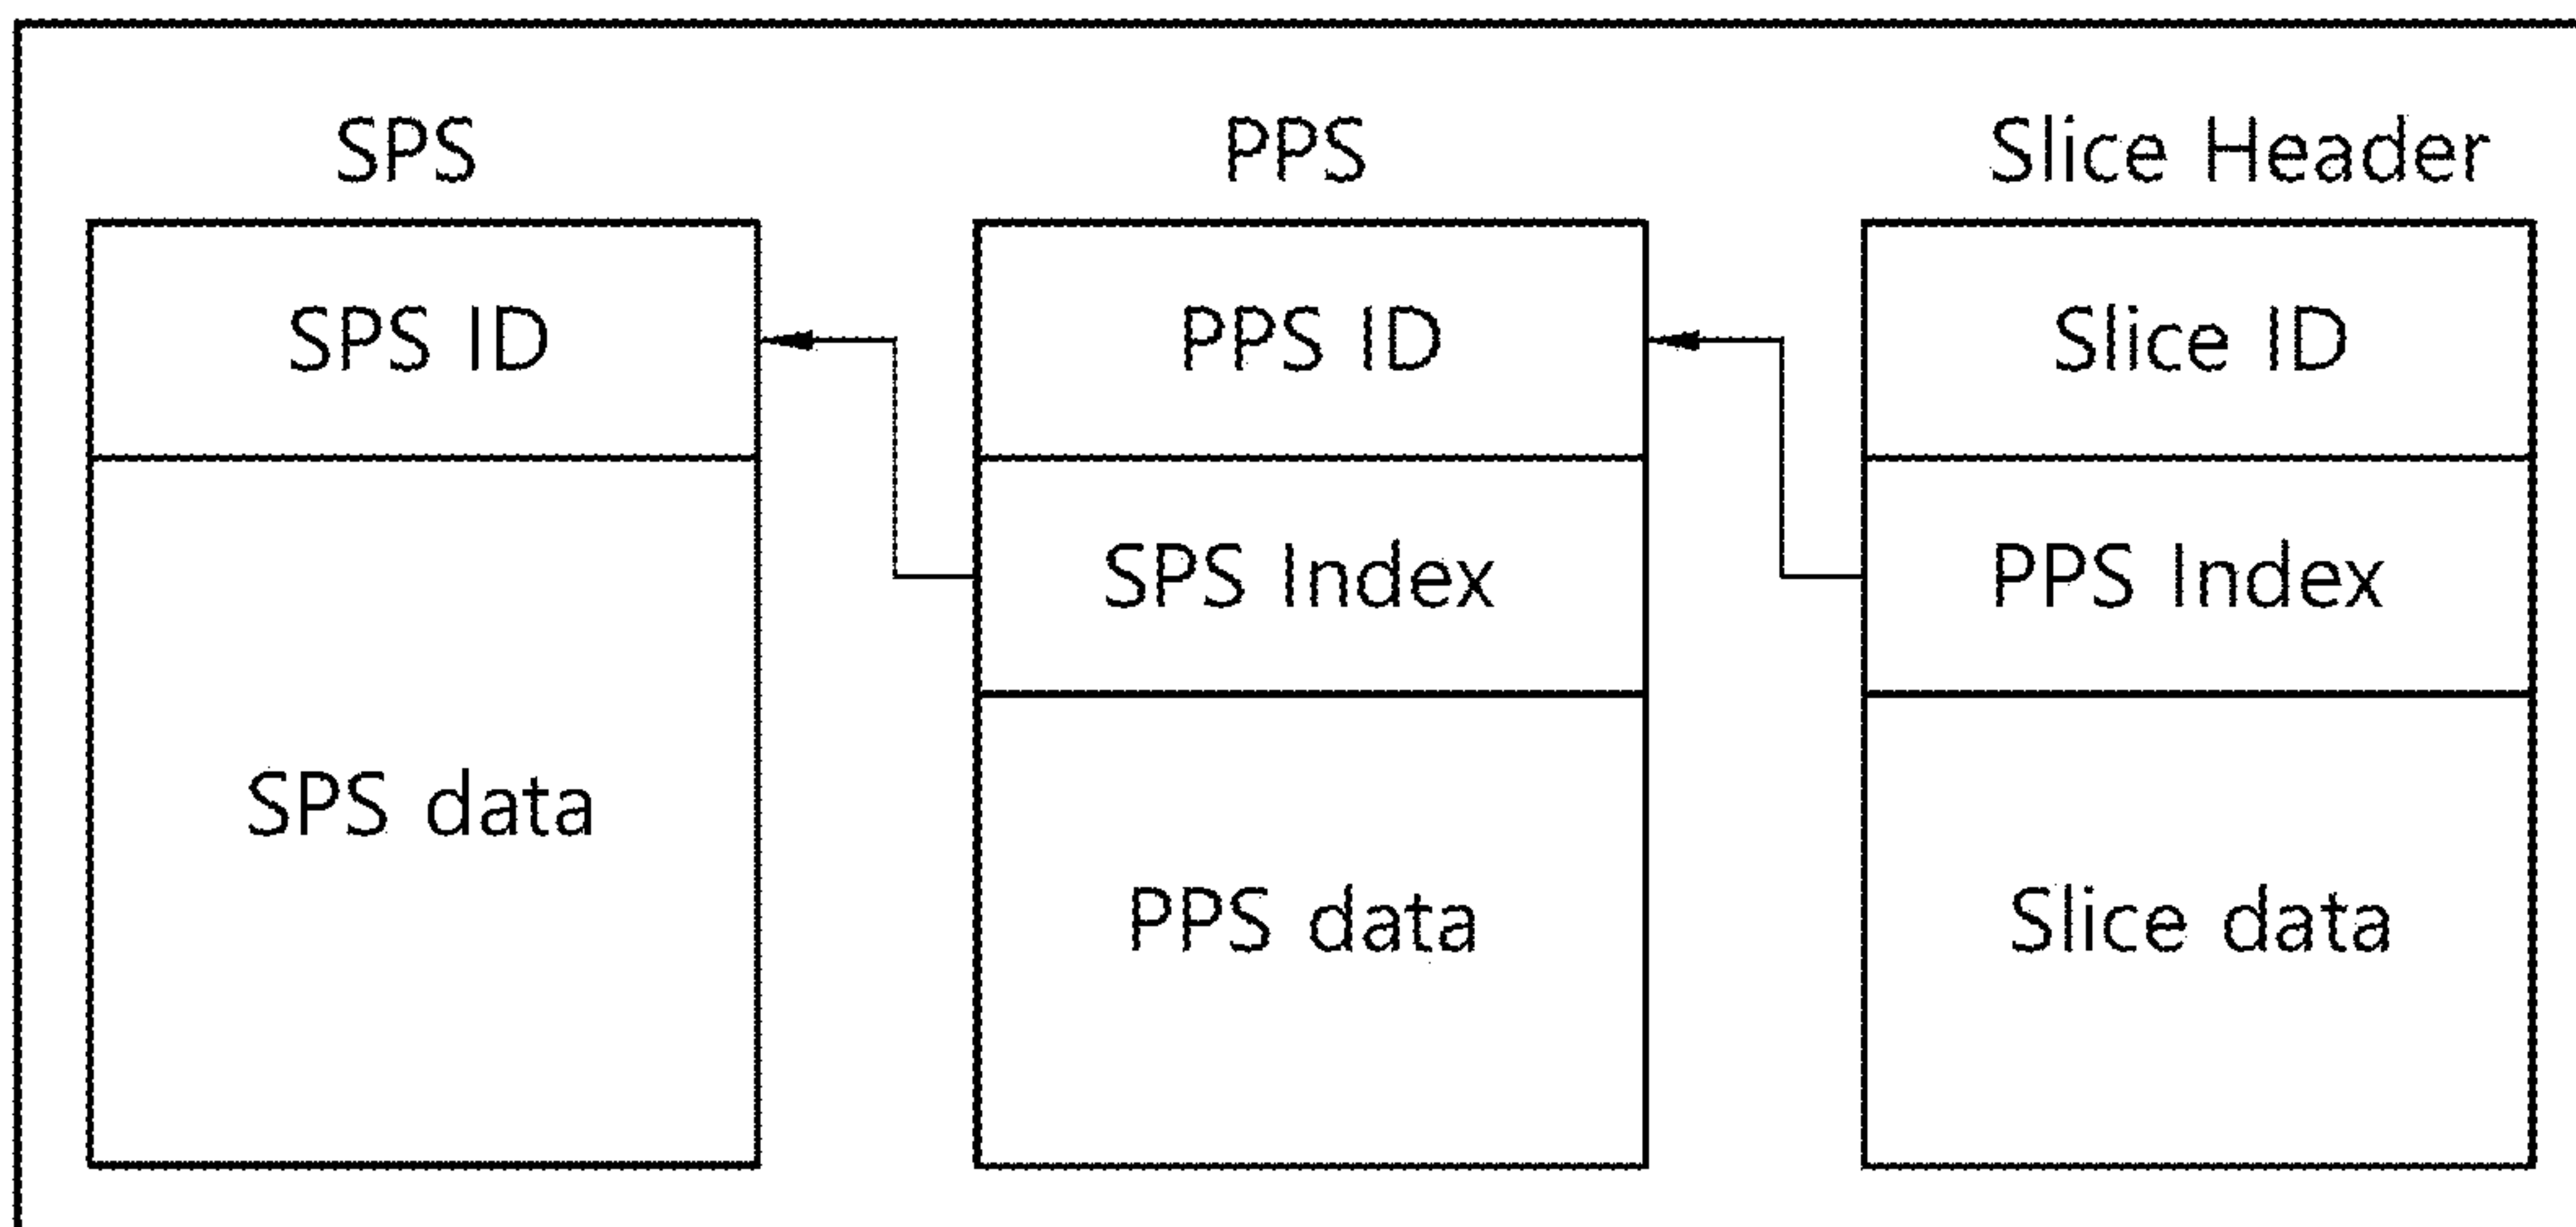 SPS
SPS ID
SPS data
PPS
PPS ID
SPS Index
PPS data
Slice Header
Slice ID
PPS Index
Slice data